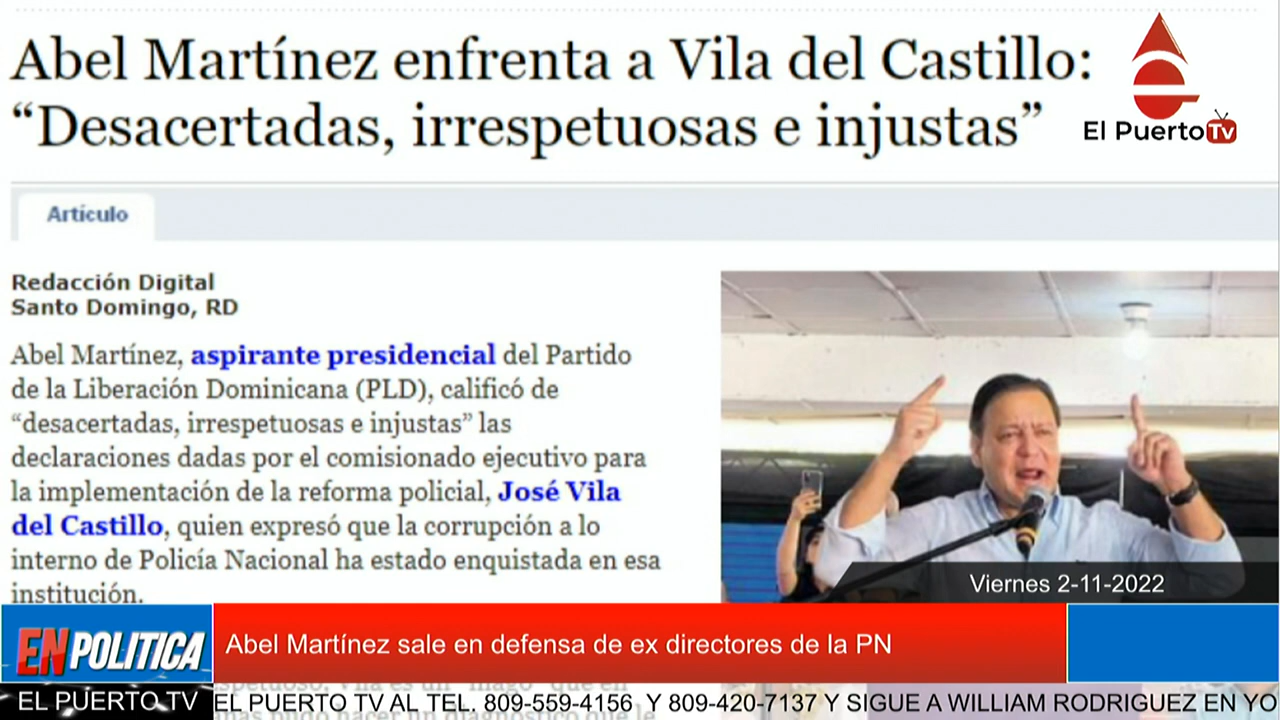 Abel Martínez enfrenta a Vila del Castillo:
“Desacertadas, irrespetuosas e injustas”
El Puerto Tv
Artículo
Redacción Digital
Santo Domingo, RD
Abel Martínez, aspirante presidencial del Partido
de la Liberación Dominicana (PLD), calificó de
“desacertadas, irrespetuosas e injustas” las
declaraciones dadas por el comisionado ejecutivo para
la implementación de la reforma policial, José Vila
del Castillo, quien expresó que la corrupción a lo
interno de Policía Nacional ha estado enquistada en esa
institución.
Viernes 2-11-2022
EN POLITICA
Abel Martínez sale en defensa de ex directores de la PN
EL PUERTO TV
EL PUERTO TV AL TEL. 809-559-4156 Y 809-420-7137 Y SIGUE A WILLIAM RODRIGUEZ EN YO